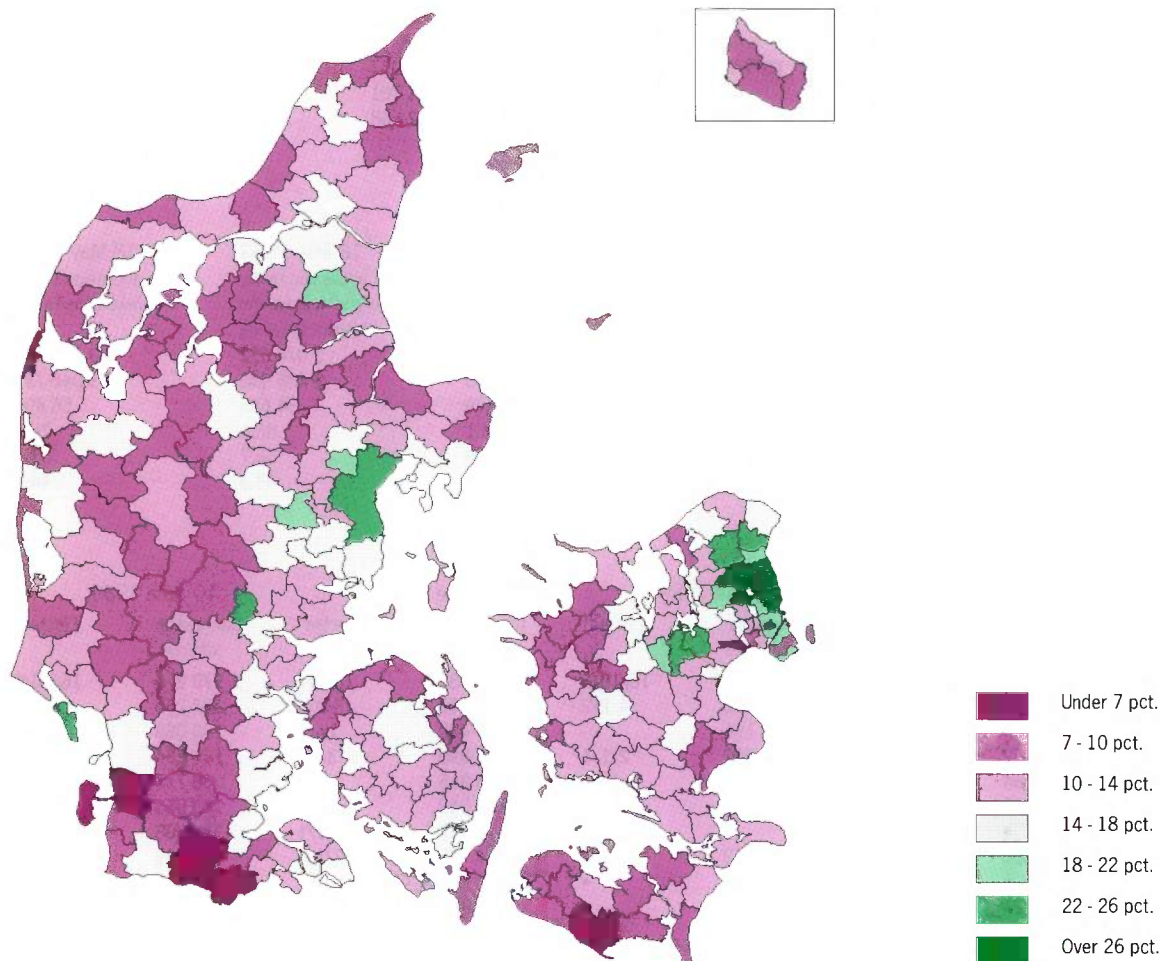 Under 7 pct.
7 - 10 pct.
10 - 14 pct.
14 - 18 pct.
18 - 22 pct.
22 - 26 pct.
Over 26 pct.